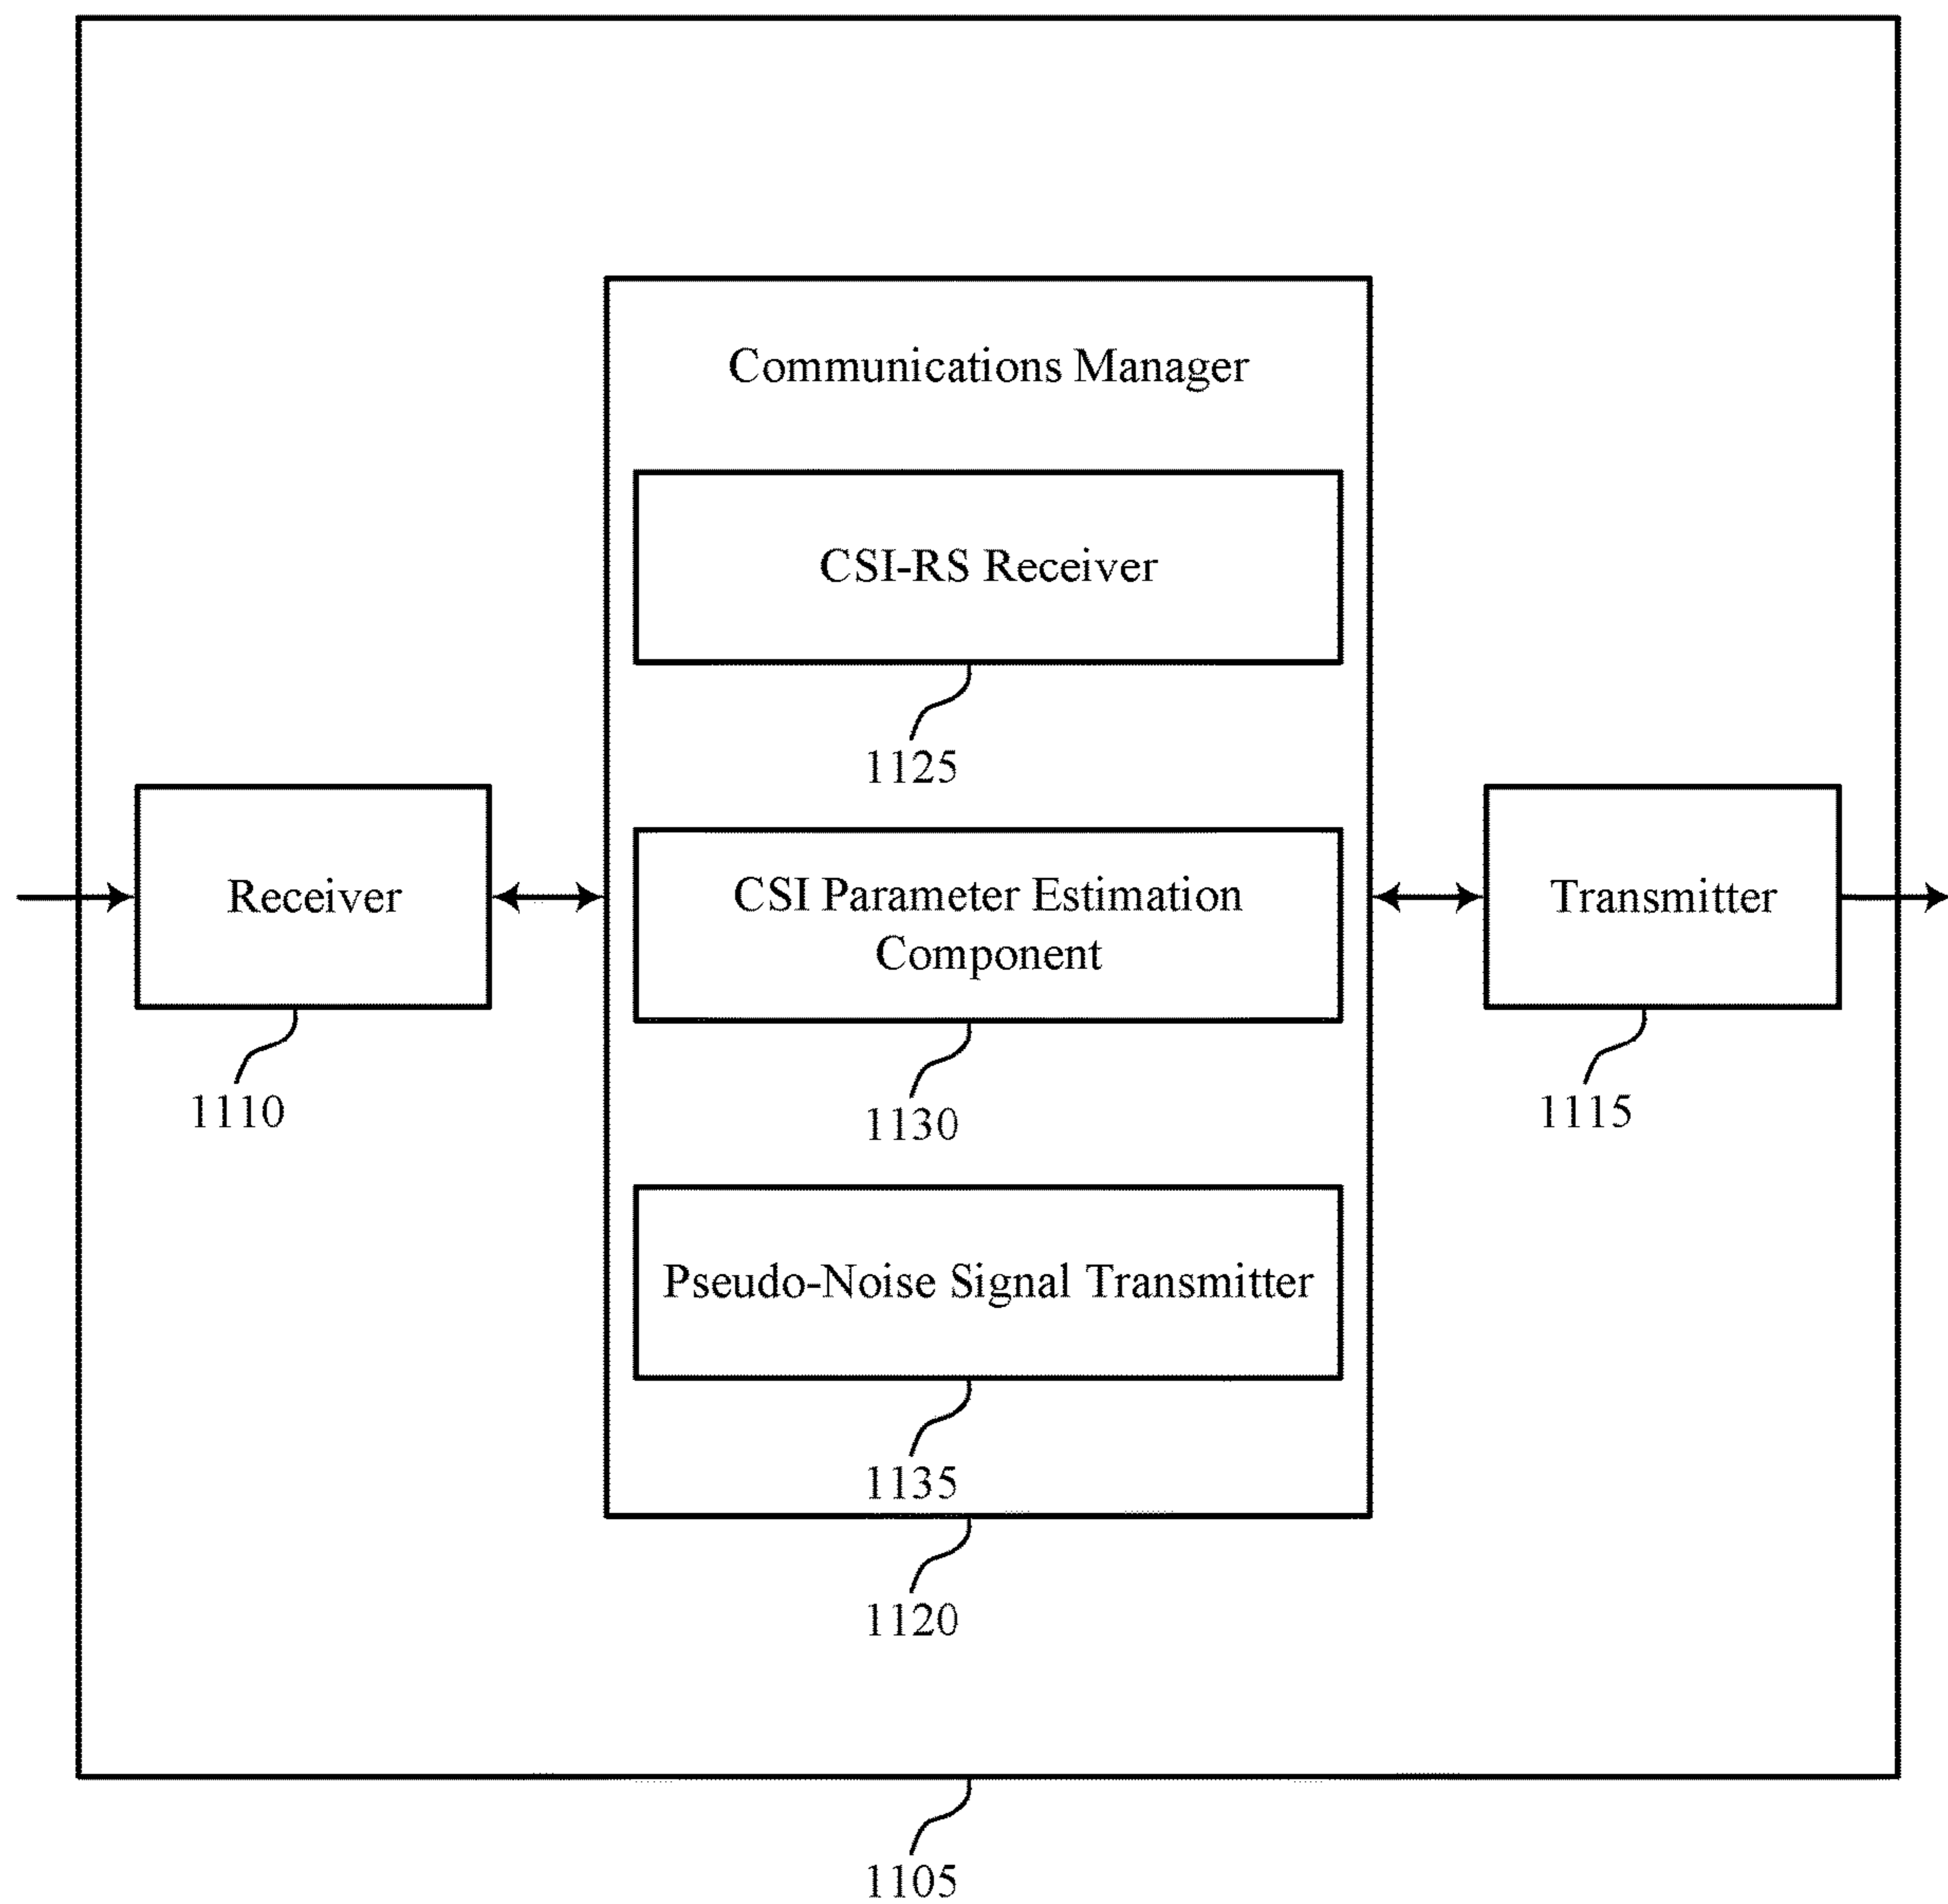 Communications Manager
CSI-RS Receiver
1125
Receiver
1110
CSI Parameter Estimation
Component
1130
Transmitter
1115
Pseudo-Noise Signal Transmitter
1135
1120
1105